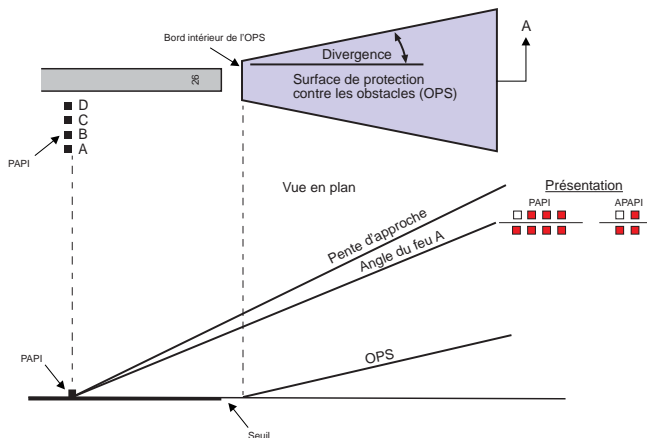 Bord intérieur de l'OPS
A
Divergence
26
Surface de protection
contre les obstacles (OPS)
D
C
B
A
PAPI
Vue en plan
Présentation
PAPI
APAPI
Pente d'approche
Angle du feu A
OPS
PAPI
Seuil